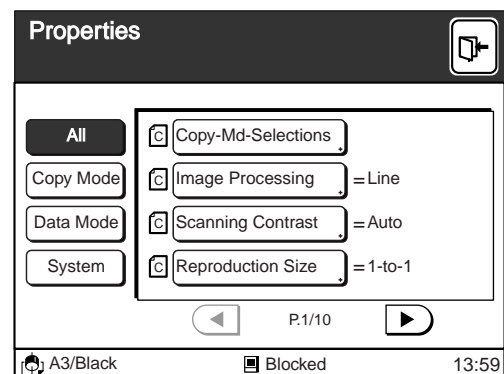 Properties
All
C Copy-Md-Selections
Copy Mode
C Image Processing =Line
Data Mode
C Scanning Contrast =Auto
System
C Reproduction Size =1-to-1
P.1/10
A3/Black Blocked 13:59